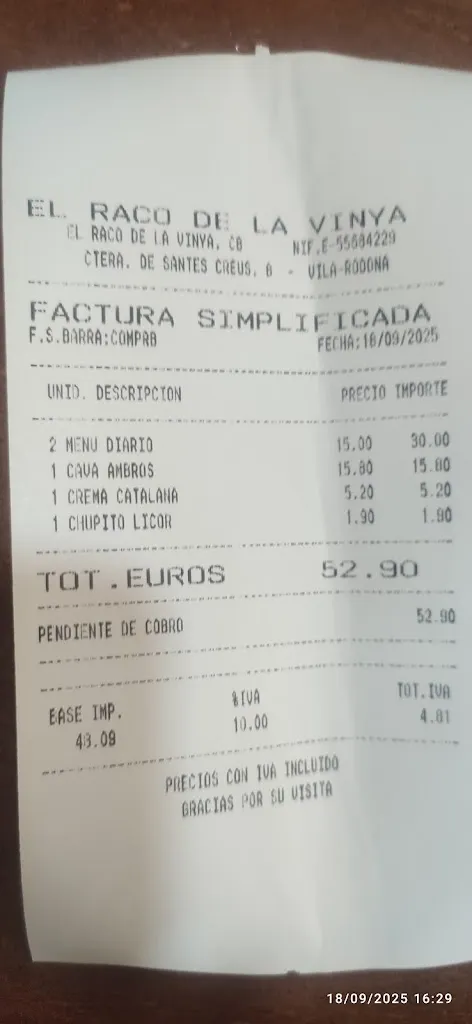 EL RACO DE LA VINYA
EL RACO DE LA VINYA, CB NIF.E-55584229
CTERA. DE SANTES CREUS, 6 - VILA-RODONA
FACTURA SIMPLIFICADA
F.S.BARRA:COMPRB FECHA:18/09/2025
UNID. DESCRIPCION PRECIO IMPORTE
2 MENU DIARIO 15.00 30.00
1 CAVA AMBROS 15.80 15.80
1 CREMA CATALANA 5.20 5.20
1 CHUPITO LICOR 1.90 1.90
TOT.EUROS 52.90
PENDIENTE DE COBRO 52.90
BASE IMP. %IVA TOT.IVA
48.09 10.00 4.81
PRECIOS CON IVA INCLUIDO
GRACIAS POR SU VISITA
18/09/2025 16:29